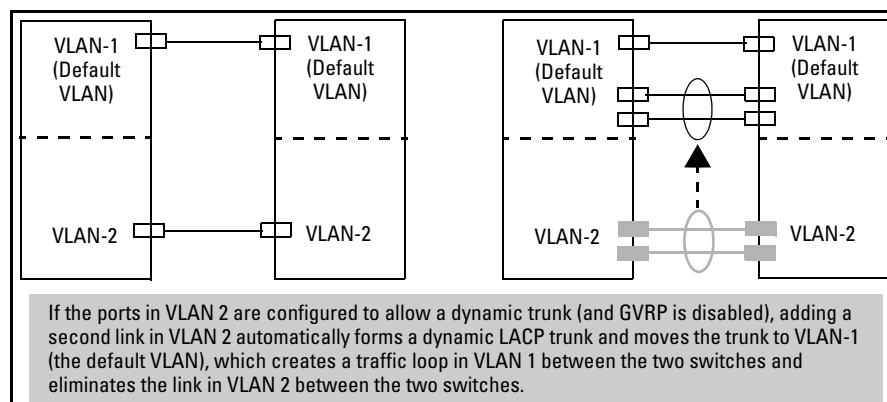 VLAN-1
(Default
VLAN)
VLAN-1
(Default
VLAN)
VLAN-2
VLAN-2
VLAN-1
(Default
VLAN)
VLAN-1
(Default
VLAN)
VLAN-2
VLAN-2
If the ports in VLAN 2 are configured to allow a dynamic trunk (and GVRP is disabled), adding a
second link in VLAN 2 automatically forms a dynamic LACP trunk and moves the trunk to VLAN-1
(the default VLAN), which creates a traffic loop in VLAN 1 between the two switches and
eliminates the link in VLAN 2 between the two switches.